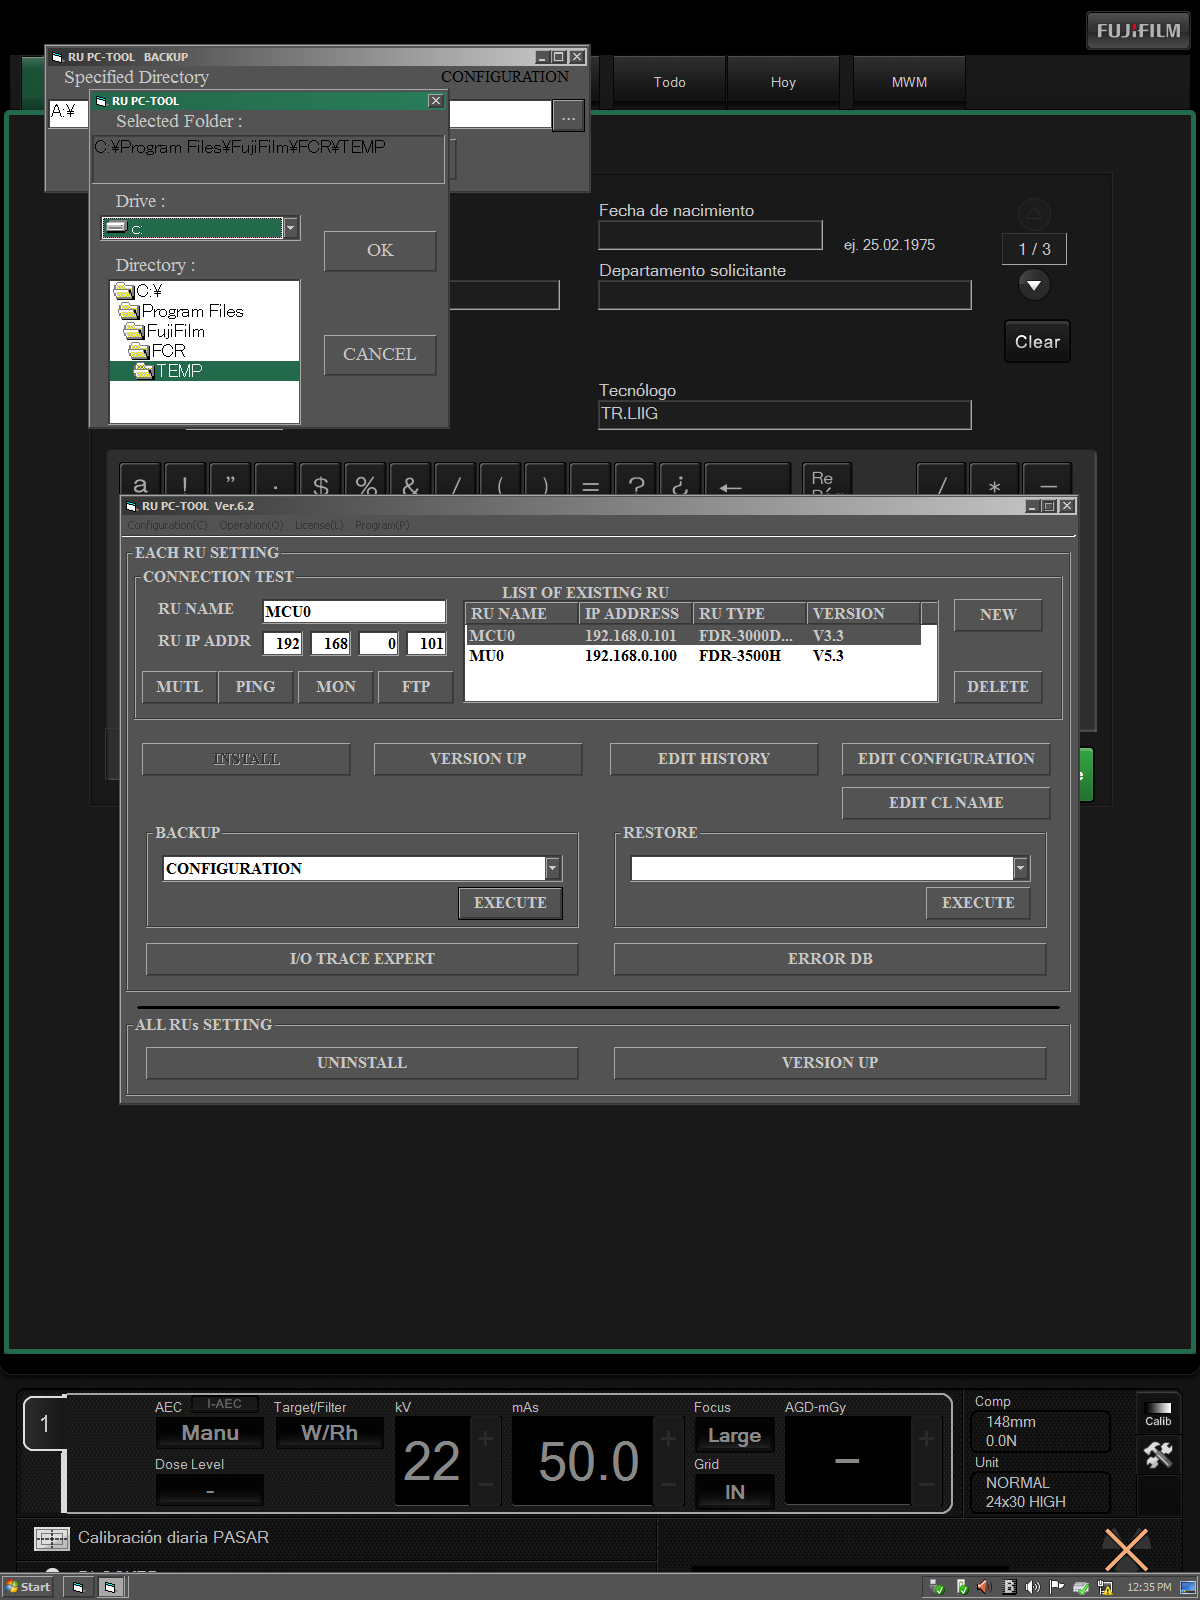 FUJIFILM
RU PC-TOOL BACKUP
Specified Directory
CONFIGURATION
A:¥
...
RU PC-TOOL
Selected Folder :
C:¥Program Files¥FujiFilm¥FCR¥TEMP
Drive :
c:
Directory :
C:¥
Program Files
FujiFilm
FCR
TEMP
OK
CANCEL
Todo
Hoy
MWM
Fecha de nacimiento
ej. 25.02.1975
1 / 3
Departamento solicitante
Clear
Tecnólogo
TR.LIIG
a ! " . $ % & / ( ) = ? ¿ ← Re / * −
RU PC-TOOL Ver.6.2
Configuration(C) Operation(O) License(L) Program(P)
EACH RU SETTING
CONNECTION TEST
RU NAME MCU0
RU IP ADDR 192 168 0 101
MUTL PING MON FTP
LIST OF EXISTING RU
RU NAME IP ADDRESS RU TYPE VERSION
MCU0 192.168.0.101 FDR-3000D... V3.3
MU0 192.168.0.100 FDR-3500H V5.3
NEW
DELETE
INSTALL VERSION UP EDIT HISTORY EDIT CONFIGURATION
EDIT CL NAME
BACKUP
CONFIGURATION
EXECUTE
RESTORE
EXECUTE
I/O TRACE EXPERT ERROR DB
ALL RUs SETTING
UNINSTALL VERSION UP
e
1
AEC I-AEC
Manu
Dose Level
-
Target/Filter
W/Rh
kV
22
+
−
mAs
50.0
+
−
Focus
Large
Grid
IN
AGD-mGy
−
+
−
Comp
148mm
0.0N
Unit
NORMAL
24x30 HIGH
Calib
Calibración diaria PASAR
Start
12:35 PM